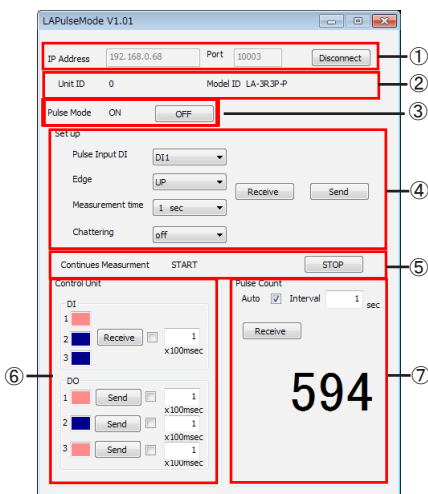 LAPulseMode V1.01
IP Address 192.168.0.68 Port 10003 Disconnect ①
Unit ID 0 Model ID LA-3R3P-P ②
Pulse Mode ON OFF ③
Set up
Pulse Input DI DI1
Edge UP
Receive Send ④
Measurement time 1 sec
Chattering off
Continues Measurment START STOP ⑤
Control Unit
DI
1
2 Receive 1
x100msec
3
DO
1 Send 1
x100msec
2 Send 1
x100msec
3 Send 1
x100msec
⑥
Pulse Count
Auto Interval 1 sec
Receive
594
⑦